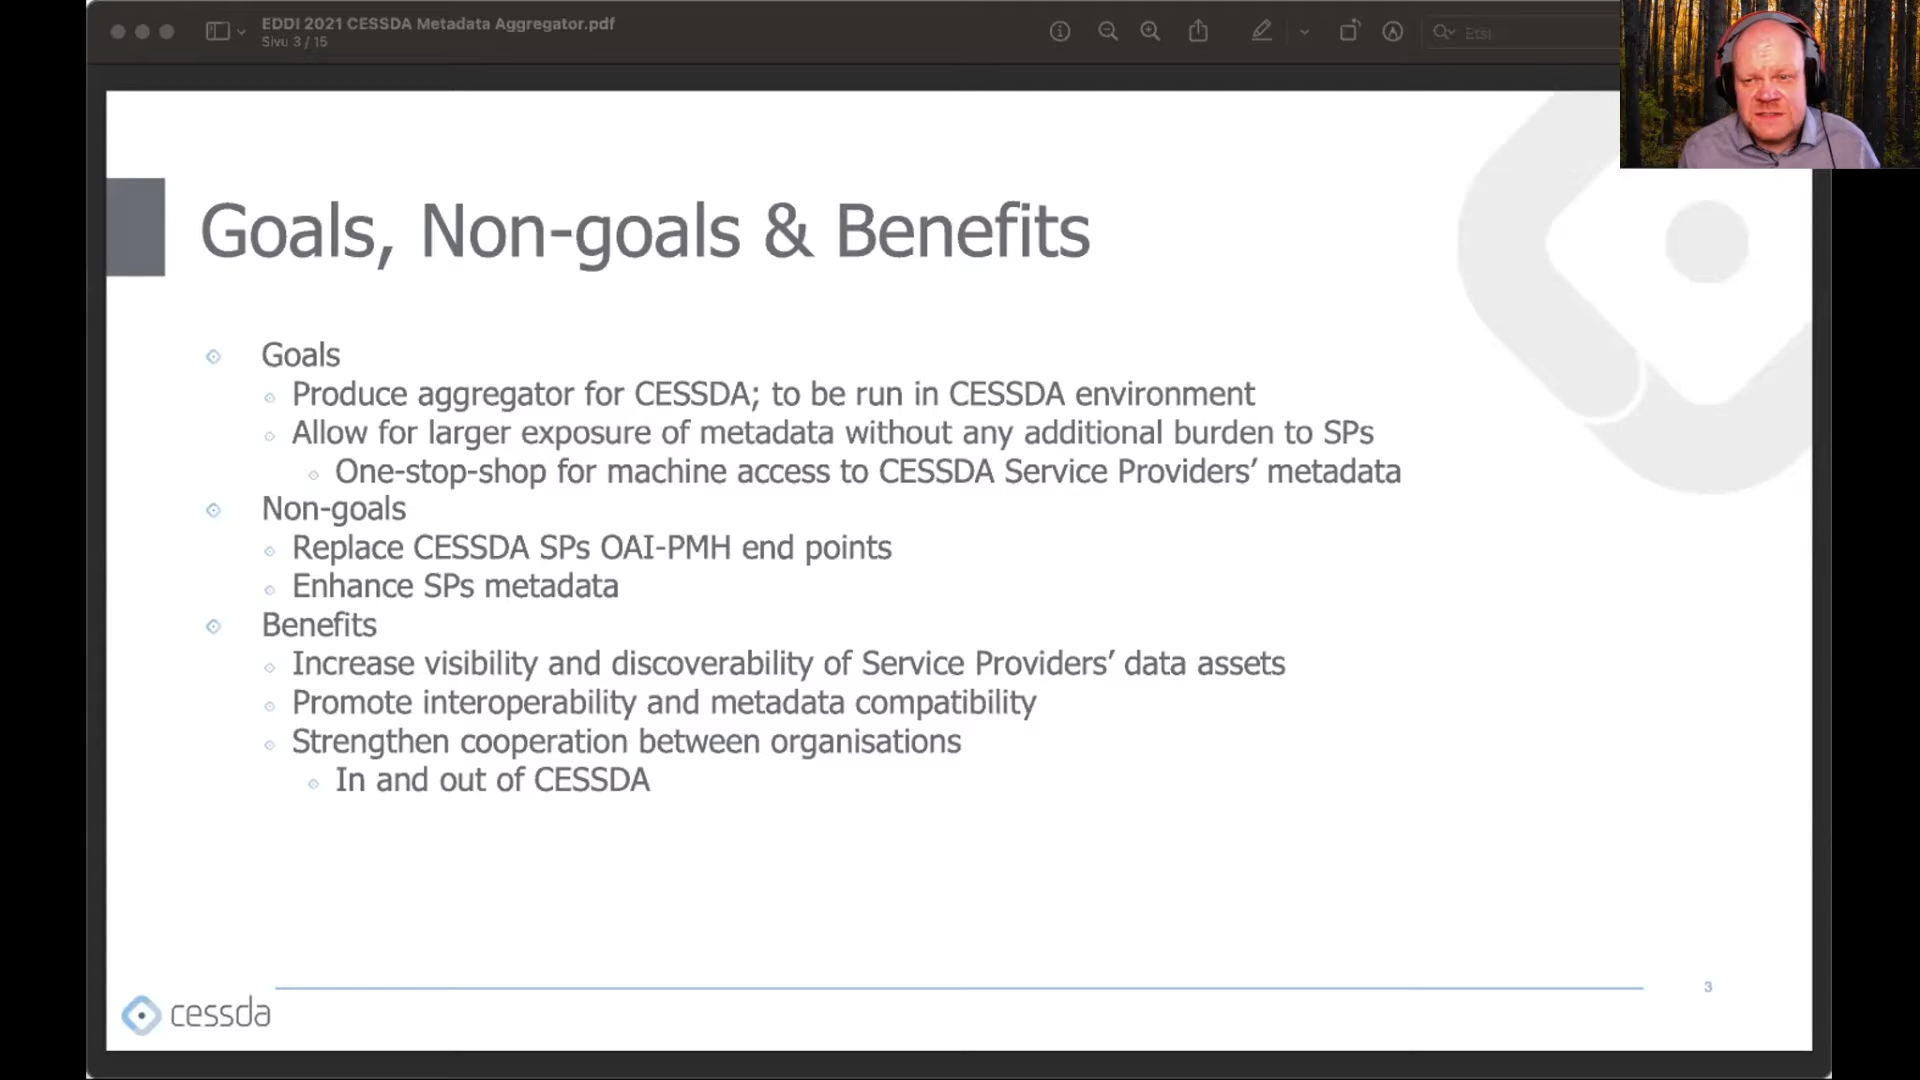 EDDI 2021 CESSDA Metadata Aggregator.pdf
Sivu 3 / 15
Etsi
Goals, Non-goals & Benefits
Goals
Produce aggregator for CESSDA; to be run in CESSDA environment
Allow for larger exposure of metadata without any additional burden to SPs
One-stop-shop for machine access to CESSDA Service Providers’ metadata
Non-goals
Replace CESSDA SPs OAI-PMH end points
Enhance SPs metadata
Benefits
Increase visibility and discoverability of Service Providers’ data assets
Promote interoperability and metadata compatibility
Strengthen cooperation between organisations
In and out of CESSDA
3
cessda